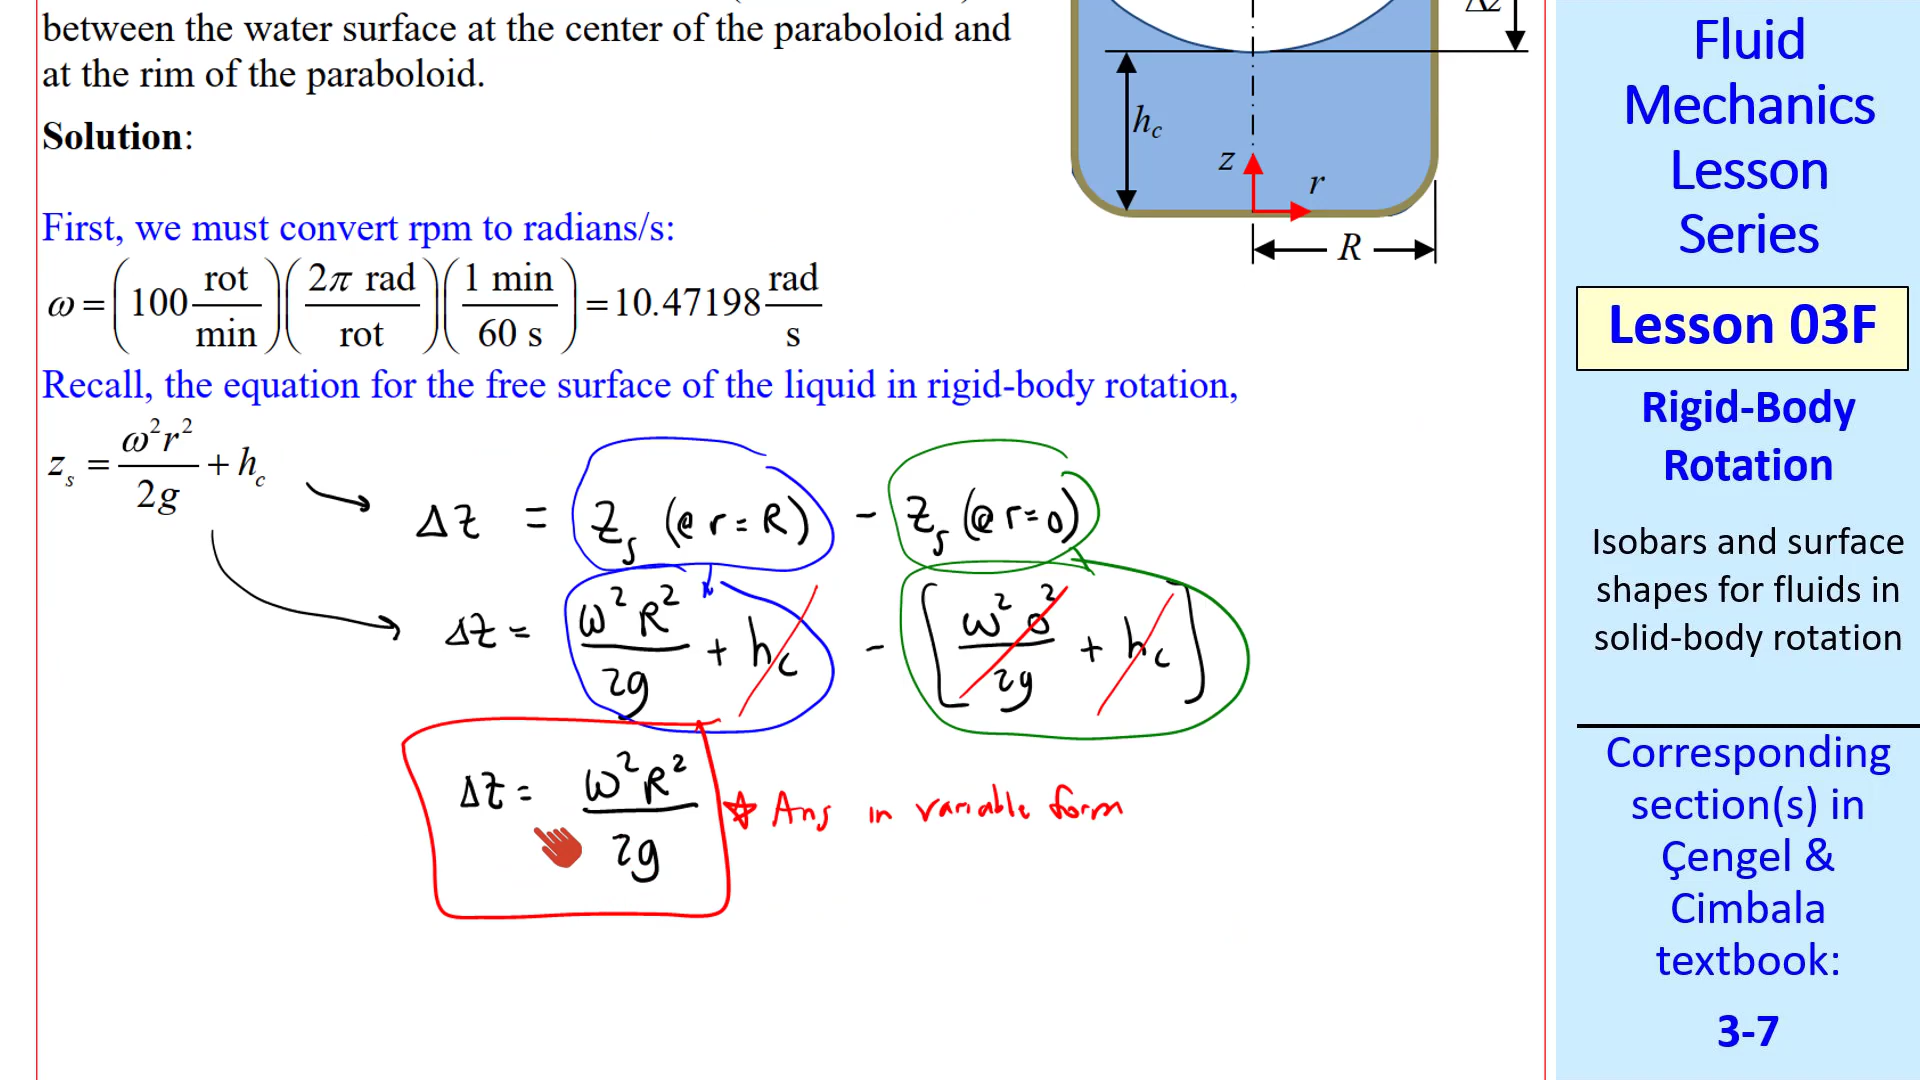 between the water surface at the center of the paraboloid and
at the rim of the paraboloid.
Solution:
First, we must convert rpm to radians/s:
ω = (100 rot/min)(2π rad/rot)(1 min/60 s) = 10.47198 rad/s
Recall, the equation for the free surface of the liquid in rigid-body rotation,
z_s = ω²r²/2g + h_c
Δz = z_s (@ r = R) - z_s (@ r=0)
Δz = ω²R²/2g + h_c - [ω²0²/2g + h_c]
Δz = ω²R²/2g ☆ Ans in variable form
Δz
h_c
z
r
R
Fluid
Mechanics
Lesson
Series
Lesson 03F
Rigid-Body
Rotation
Isobars and surface
shapes for fluids in
solid-body rotation
Corresponding
section(s) in
Çengel &
Cimbala
textbook:
3-7